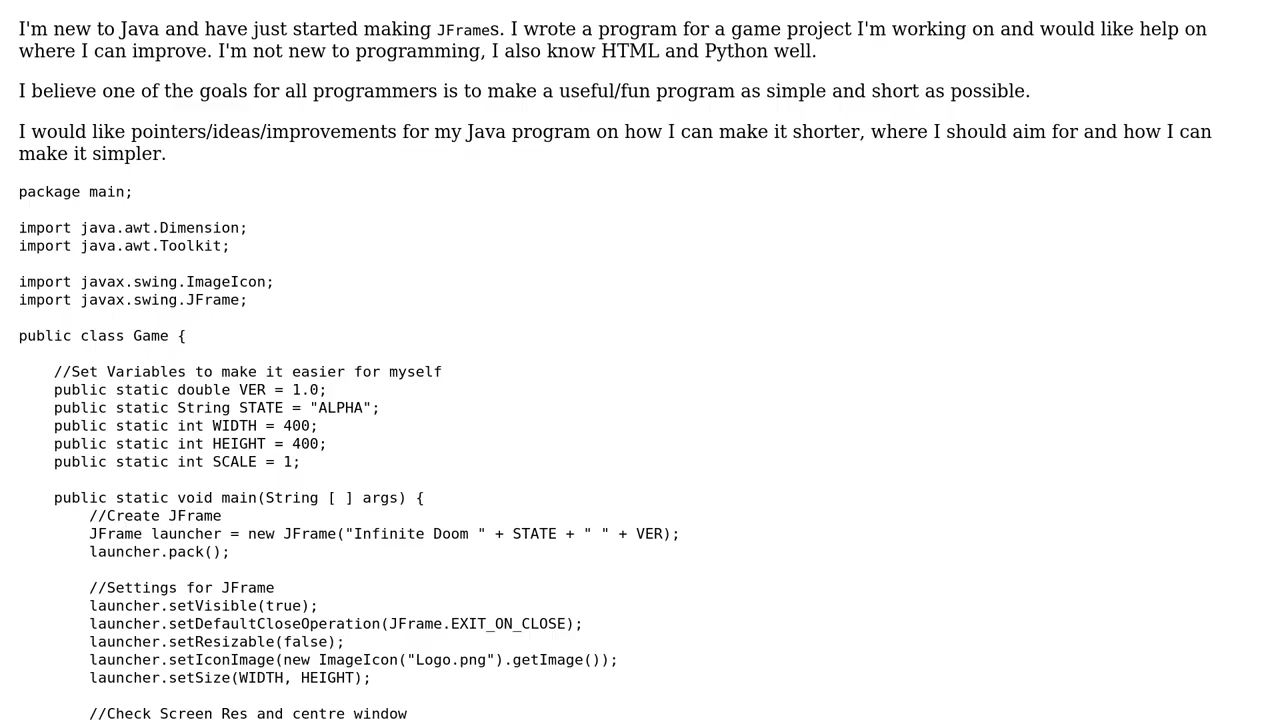 I'm new to Java and have just started making JFrames. I wrote a program for a game project I'm working on and would like help on
where I can improve. I'm not new to programming, I also know HTML and Python well.
I believe one of the goals for all programmers is to make a useful/fun program as simple and short as possible.
I would like pointers/ideas/improvements for my Java program on how I can make it shorter, where I should aim for and how I can
make it simpler.
package main;
import java.awt.Dimension;
import java.awt.Toolkit;
import javax.swing.ImageIcon;
import javax.swing.JFrame;
public class Game {
    //Set Variables to make it easier for myself
    public static double VER = 1.0;
    public static String STATE = "ALPHA";
    public static int WIDTH = 400;
    public static int HEIGHT = 400;
    public static int SCALE = 1;
    public static void main(String [ ] args) {
        //Create JFrame
        JFrame launcher = new JFrame("Infinite Doom " + STATE + " " + VER);
        launcher.pack();
        //Settings for JFrame
        launcher.setVisible(true);
        launcher.setDefaultCloseOperation(JFrame.EXIT_ON_CLOSE);
        launcher.setResizable(false);
        launcher.setIconImage(new ImageIcon("Logo.png").getImage());
        launcher.setSize(WIDTH, HEIGHT);
        //Check Screen Res and centre window